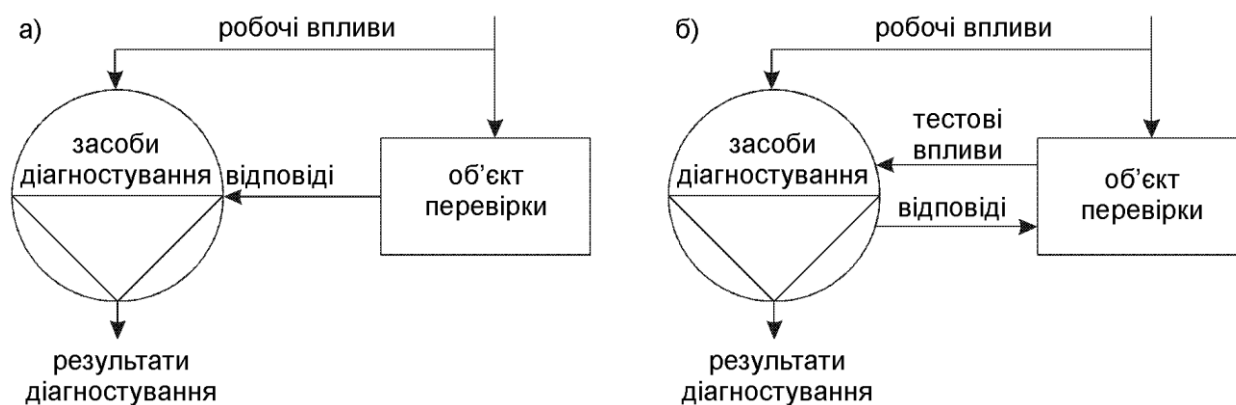 а)
робочі впливи
засоби
діагностування
відповіді
об’єкт
перевірки
результати
діагностування
б)
робочі впливи
засоби
діагностування
тестові
впливи
відповіді
об’єкт
перевірки
результати
діагностування